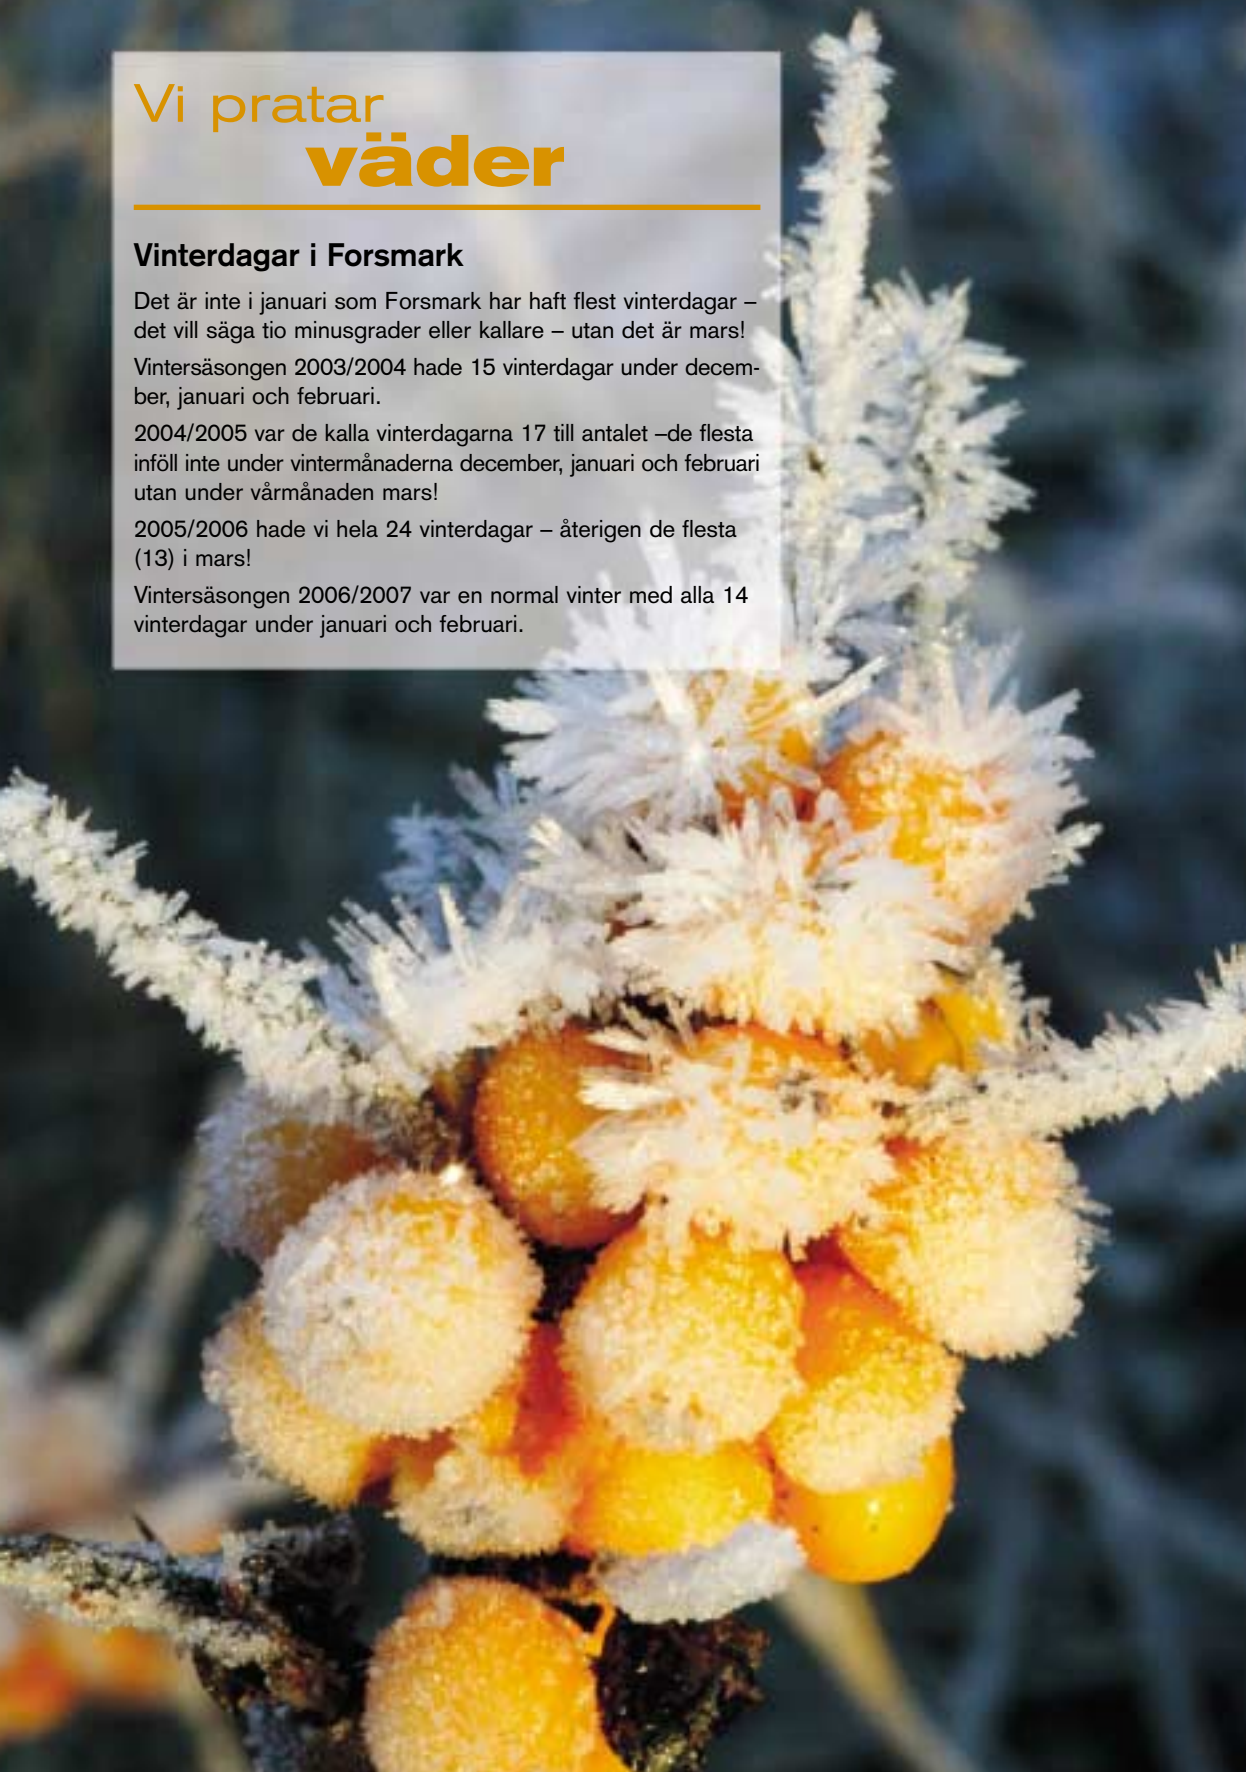 Vi pratar
väder
Vinterdagar i Forsmark
Det är inte i januari som Forsmark har haft flest vinterdagar –
det vill säga tio minusgrader eller kallare – utan det är mars!
Vintersäsongen 2003/2004 hade 15 vinterdagar under decem-
ber, januari och februari.
2004/2005 var de kalla vinterdagarna 17 till antalet –de flesta
inföll inte under vintermånaderna december, januari och februari
utan under vårmånaden mars!
2005/2006 hade vi hela 24 vinterdagar – återigen de flesta
(13) i mars!
Vintersäsongen 2006/2007 var en normal vinter med alla 14
vinterdagar under januari och februari.